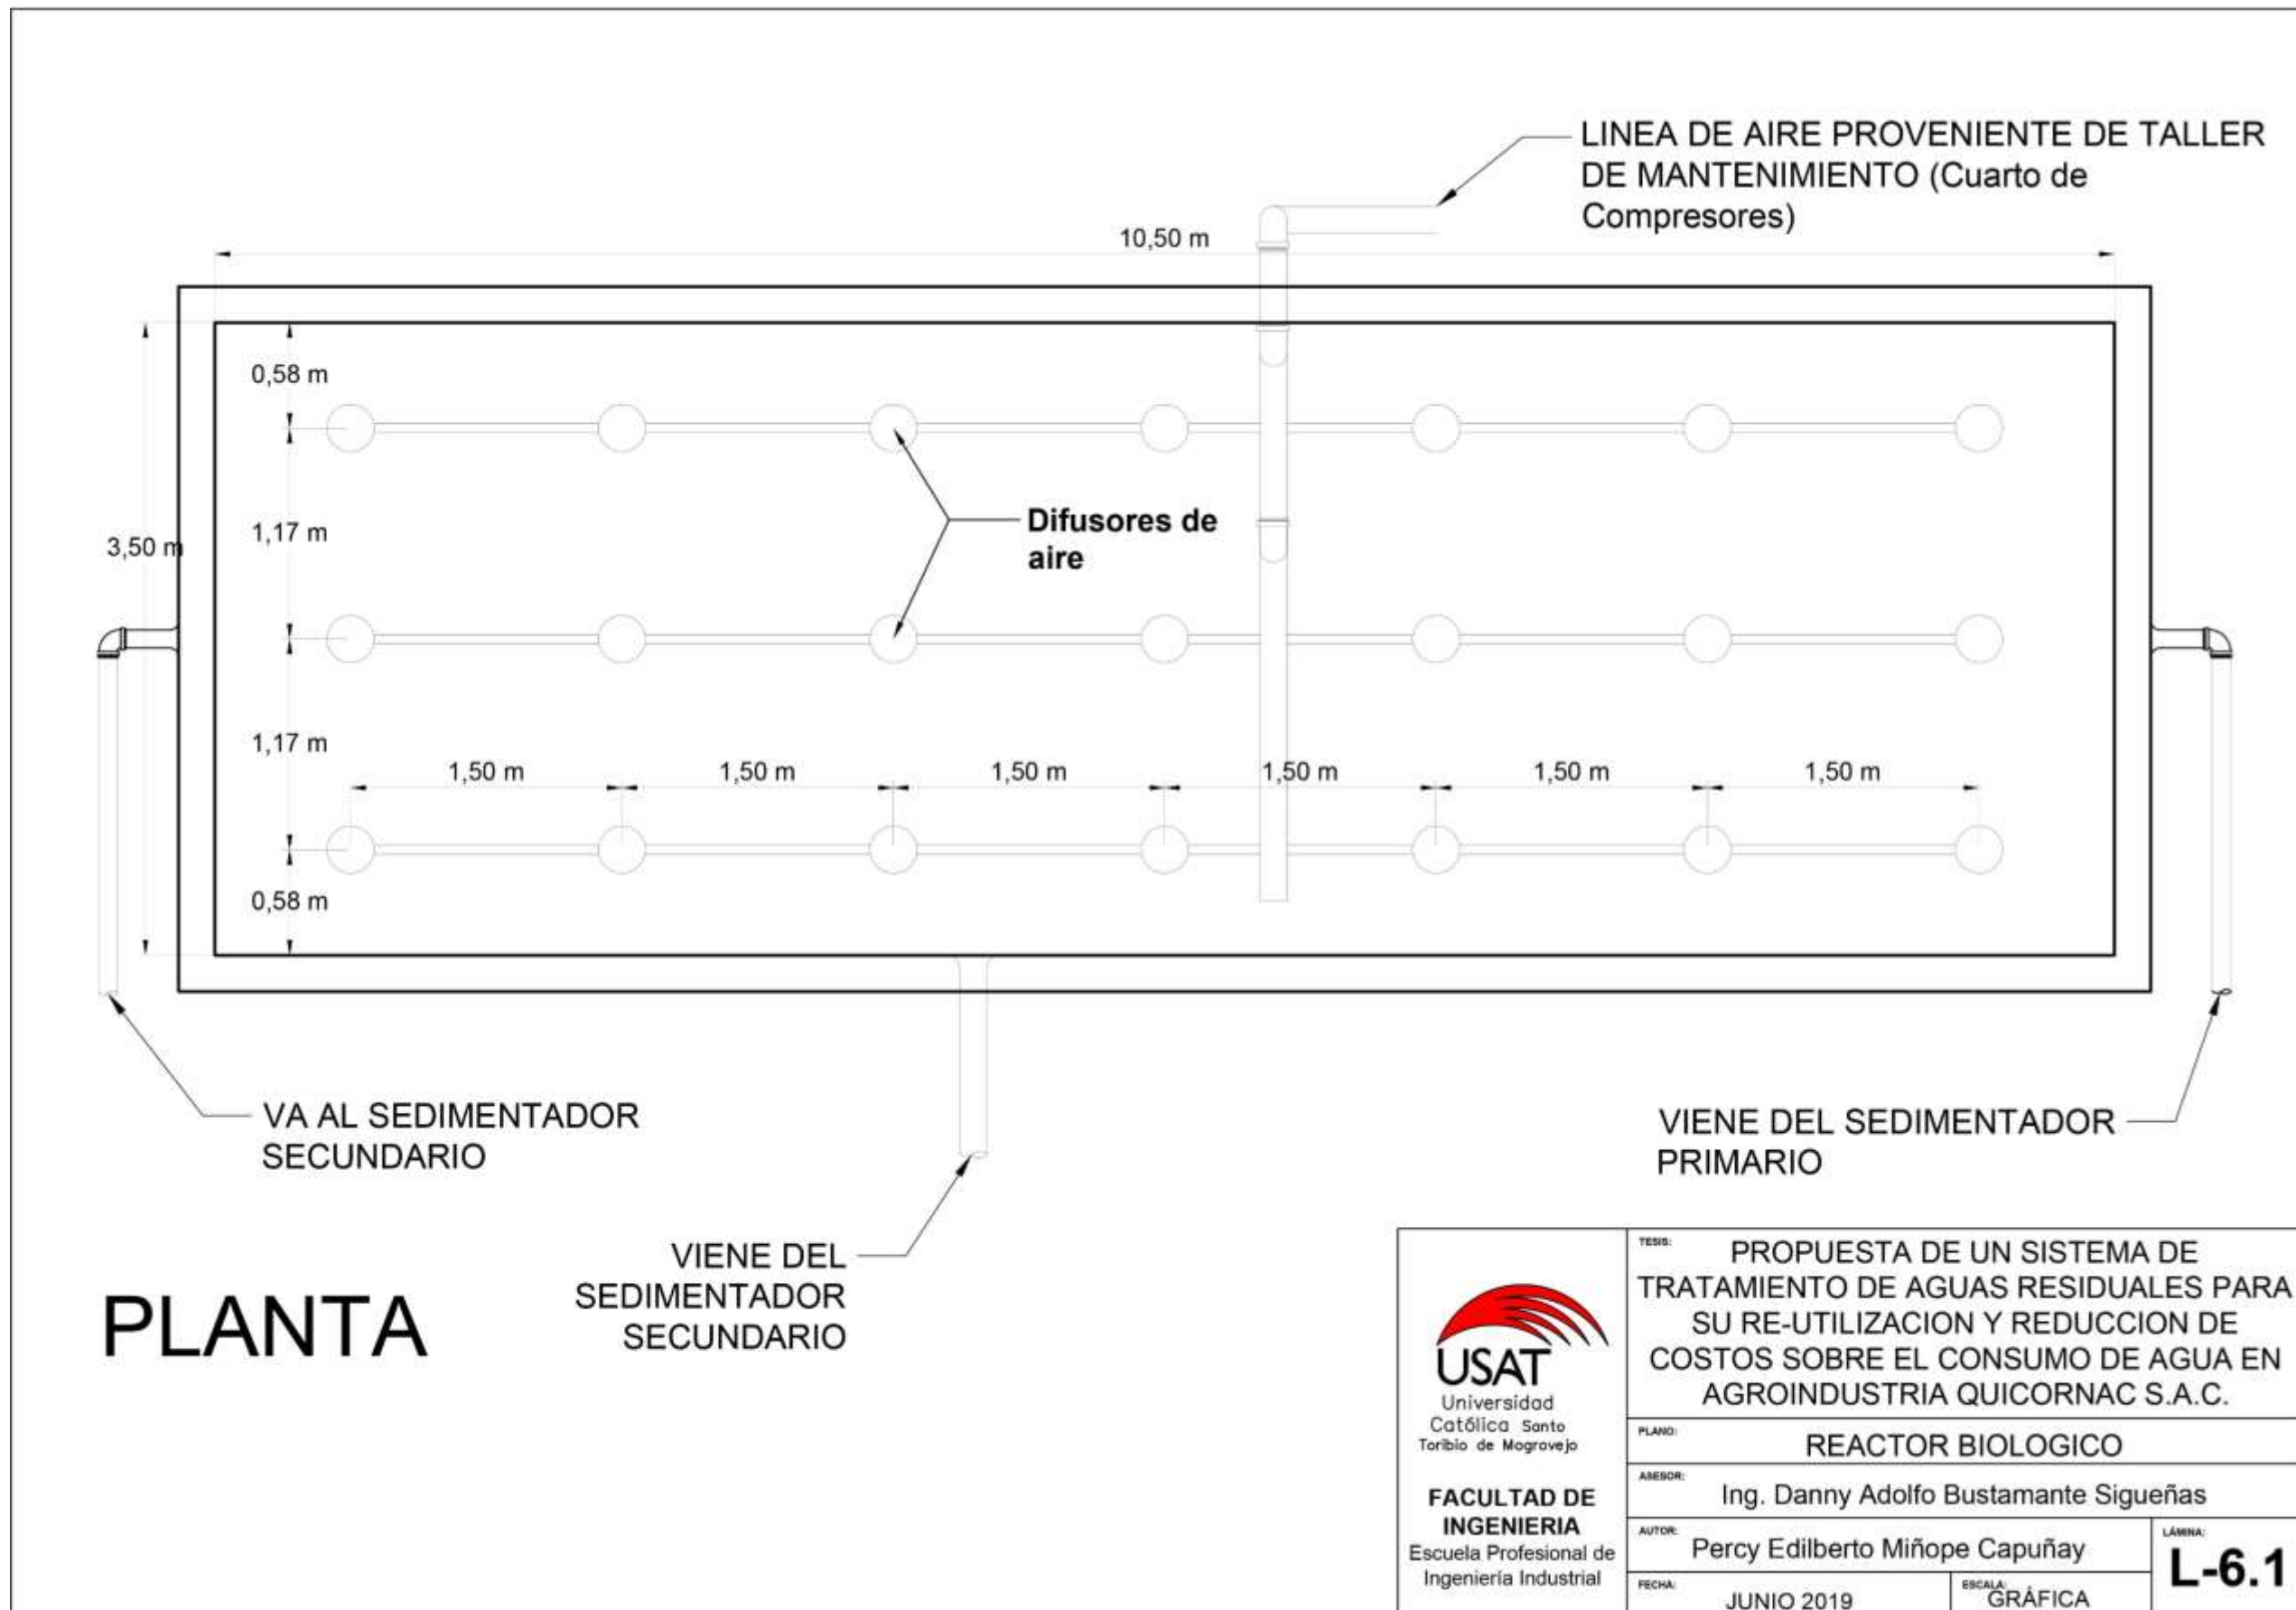 LINEA DE AIRE PROVENIENTE DE TALLER
DE MANTENIMIENTO (Cuarto de
Compresores)
10,50 m
0,58 m
1,17 m
3,50 m
Difusores de
aire
1,17 m
1,50 m
1,50 m
1,50 m
1,50 m
1,50 m
1,50 m
0,58 m
VA AL SEDIMENTADOR
SECUNDARIO
VIENE DEL SEDIMENTADOR
PRIMARIO
VIENE DEL
SEDIMENTADOR
SECUNDARIO
PLANTA
USAT
Universidad
Católica Santo
Toribio de Mogrovejo
FACULTAD DE
INGENIERIA
Escuela Profesional de
Ingeniería Industrial
TESIS:
PROPUESTA DE UN SISTEMA DE
TRATAMIENTO DE AGUAS RESIDUALES PARA
SU RE-UTILIZACION Y REDUCCION DE
COSTOS SOBRE EL CONSUMO DE AGUA EN
AGROINDUSTRIA QUICORNAC S.A.C.
PLANO:
REACTOR BIOLOGICO
ASESOR:
Ing. Danny Adolfo Bustamante Sigueñas
AUTOR:
Percy Edilberto Miñope Capuñay
LÁMINA:
L-6.1
FECHA:
JUNIO 2019
ESCALA:
GRÁFICA